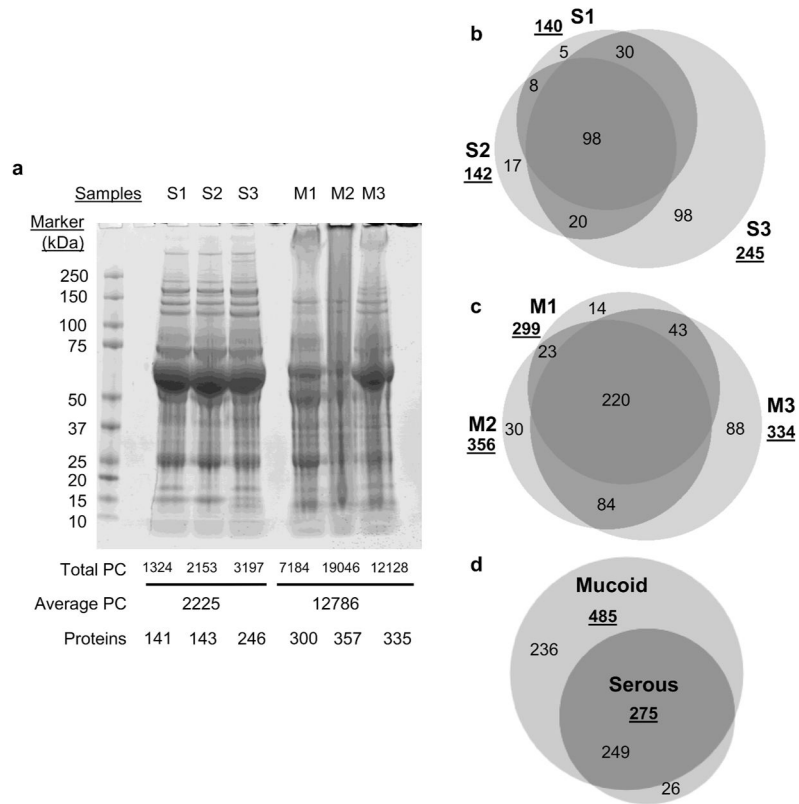 a
Samples S1 S2 S3 M1 M2 M3
Marker
(kDa)
250
150
100
75
50
37
25
20
15
10
Total PC 1324 2153 3197 7184 19046 12128
Average PC 2225 12786
Proteins 141 143 246 300 357 335
b
S1
140
5 30
8
98
S2
142
17
20
98
S3
245
c
M1
299
14
43
23
220
M2
356
30
88
M3
334
84
d
Mucoid
485
236
Serous
275
249
26